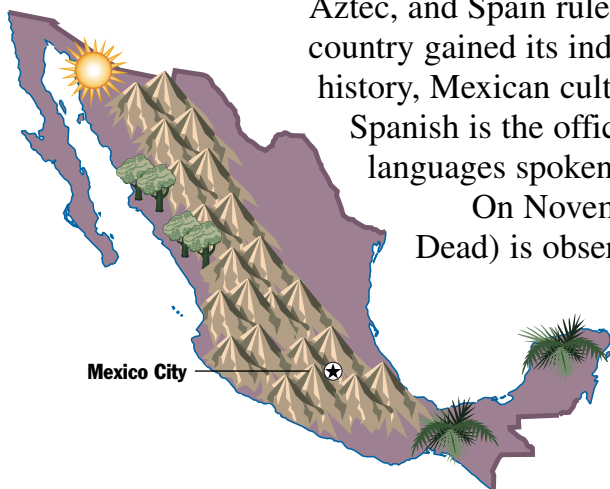 Aztec, and Spain rule
country gained its ind
history, Mexican cult
Spanish is the offic
languages spoken
On Novem
Dead) is obser
Mexico City